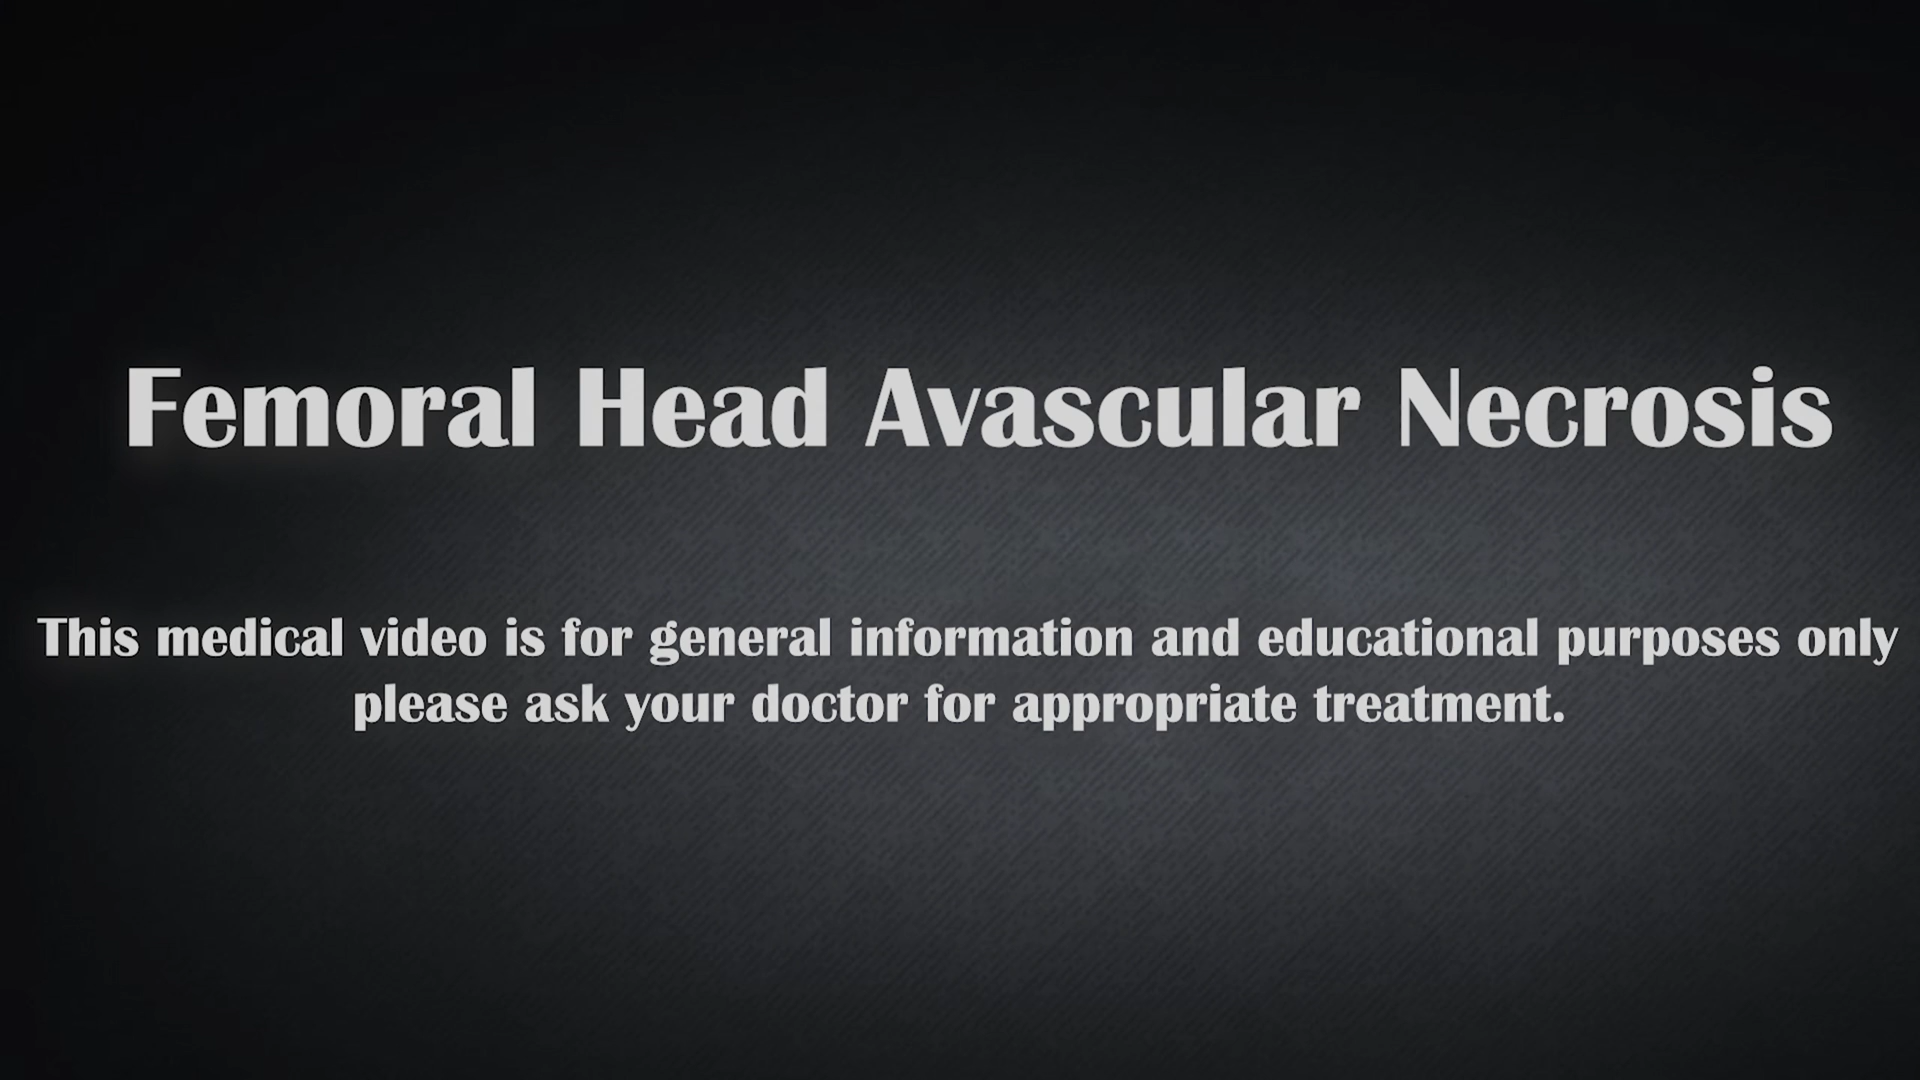 Femoral Head Avascular Necrosis
This medical video is for general information and educational purposes only
please ask your doctor for appropriate treatment.